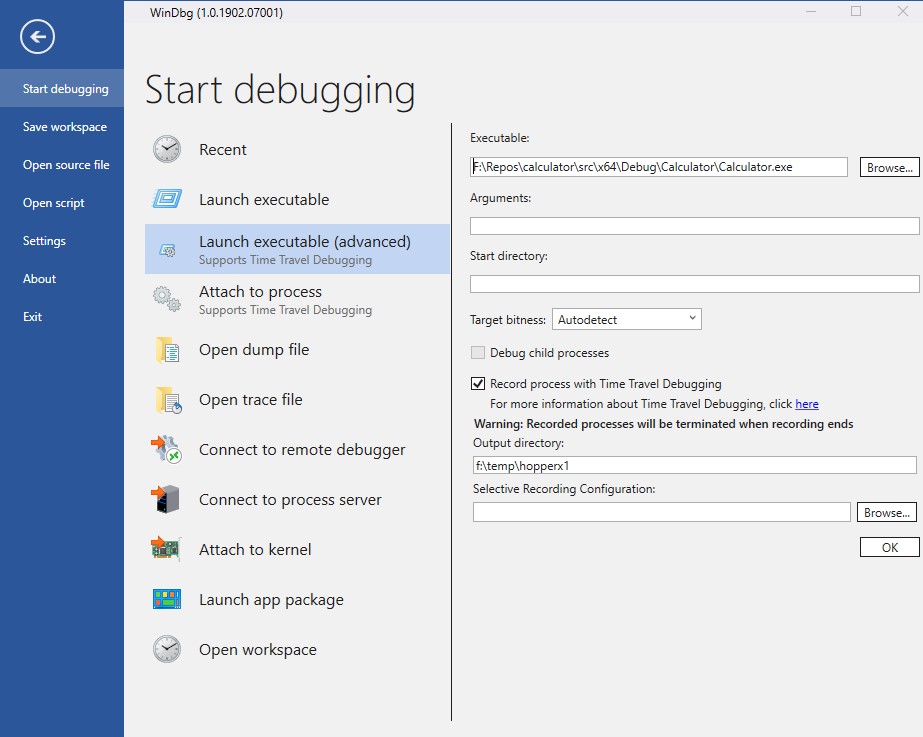 WinDbg (1.0.1902.07001)
Start debugging
Save workspace
Open source file
Open script
Settings
About
Exit
Start debugging
Recent
Launch executable
Launch executable (advanced)
Supports Time Travel Debugging
Attach to process
Supports Time Travel Debugging
Open dump file
Open trace file
Connect to remote debugger
Connect to process server
Attach to kernel
Launch app package
Open workspace
Executable:
F:\Repos\calculator\src\x64\Debug\Calculator\Calculator.exe
Browse...
Arguments:
Start directory:
Target bitness: Autodetect
Debug child processes
Record process with Time Travel Debugging
For more information about Time Travel Debugging, click here
Warning: Recorded processes will be terminated when recording ends
Output directory:
f:\temp\hopperx1
Selective Recording Configuration:
Browse...
OK